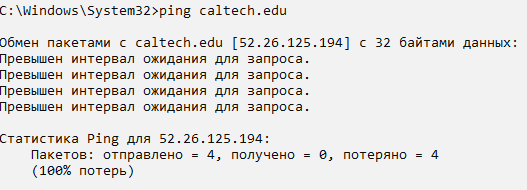 C:\Windows\System32>ping caltech.edu
Обмен пакетами с caltech.edu [52.26.125.194] с 32 байтами данных:
Превышен интервал ожидания для запроса.
Превышен интервал ожидания для запроса.
Превышен интервал ожидания для запроса.
Превышен интервал ожидания для запроса.
Статистика Ping для 52.26.125.194:
Пакетов: отправлено = 4, получено = 0, потеряно = 4
(100% потерь)